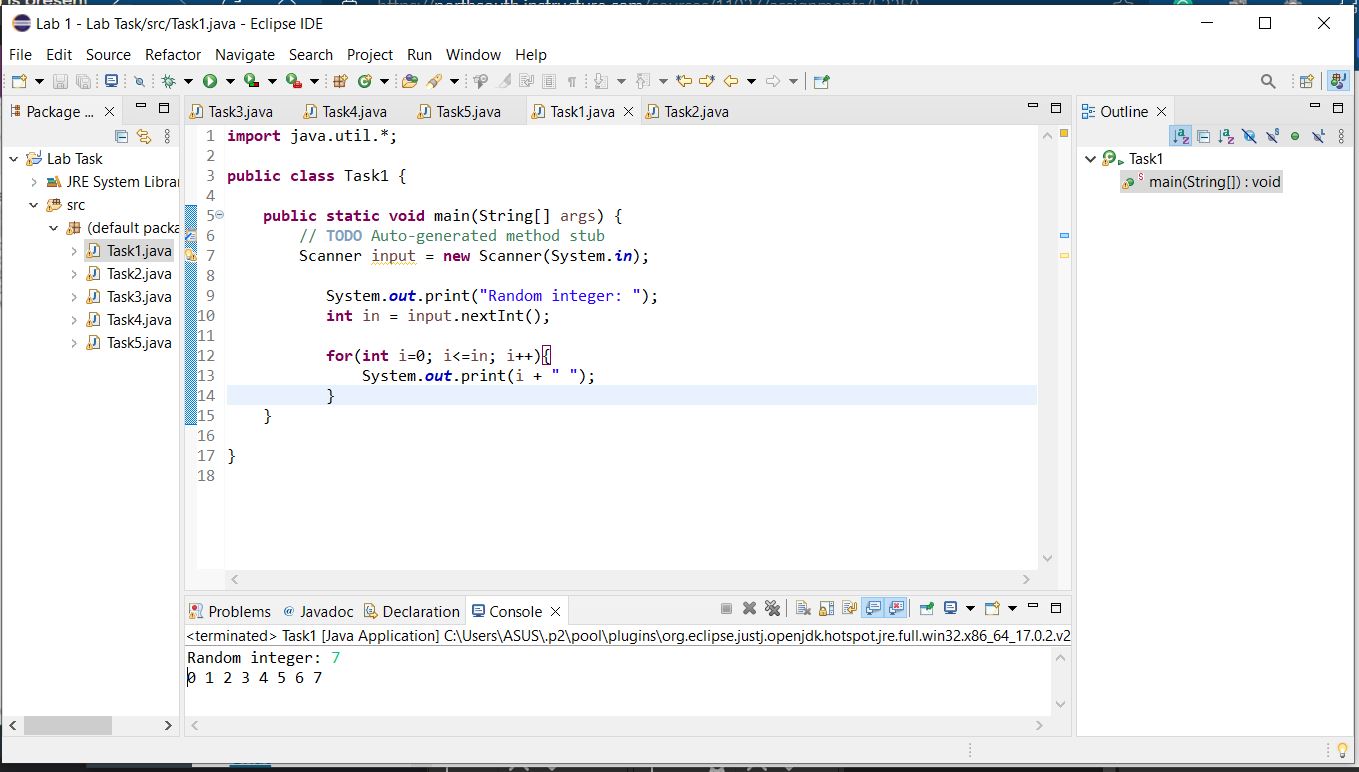 Lab 1 - Lab Task/src/Task1.java - Eclipse IDE
File Edit Source Refactor Navigate Search Project Run Window Help
Package ...
Lab Task
JRE System Librar
src
(default packa
Task1.java
Task2.java
Task3.java
Task4.java
Task5.java
Task3.java Task4.java Task5.java Task1.java Task2.java
1 import java.util.*;
2
3 public class Task1 {
4
5 public static void main(String[] args) {
6 // TODO Auto-generated method stub
7 Scanner input = new Scanner(System.in);
8
9 System.out.print("Random integer: ");
10 int in = input.nextInt();
11
12 for(int i=0; i<=in; i++){
13 System.out.print(i + " ");
14 }
15 }
16
17 }
18
Outline
Task1
main(String[]) : void
Problems @ Javadoc Declaration Console
<terminated> Task1 [Java Application] C:\Users\ASUS\.p2\pool\plugins\org.eclipse.justj.openjdk.hotspot.jre.full.win32.x86_64_17.0.2.v2
Random integer: 7
0 1 2 3 4 5 6 7